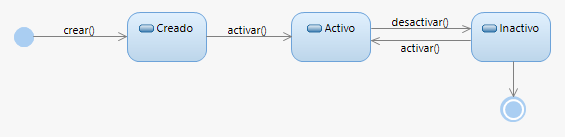 crear()
Creado
activar()
Activo
desactivar()
activar()
Inactivo